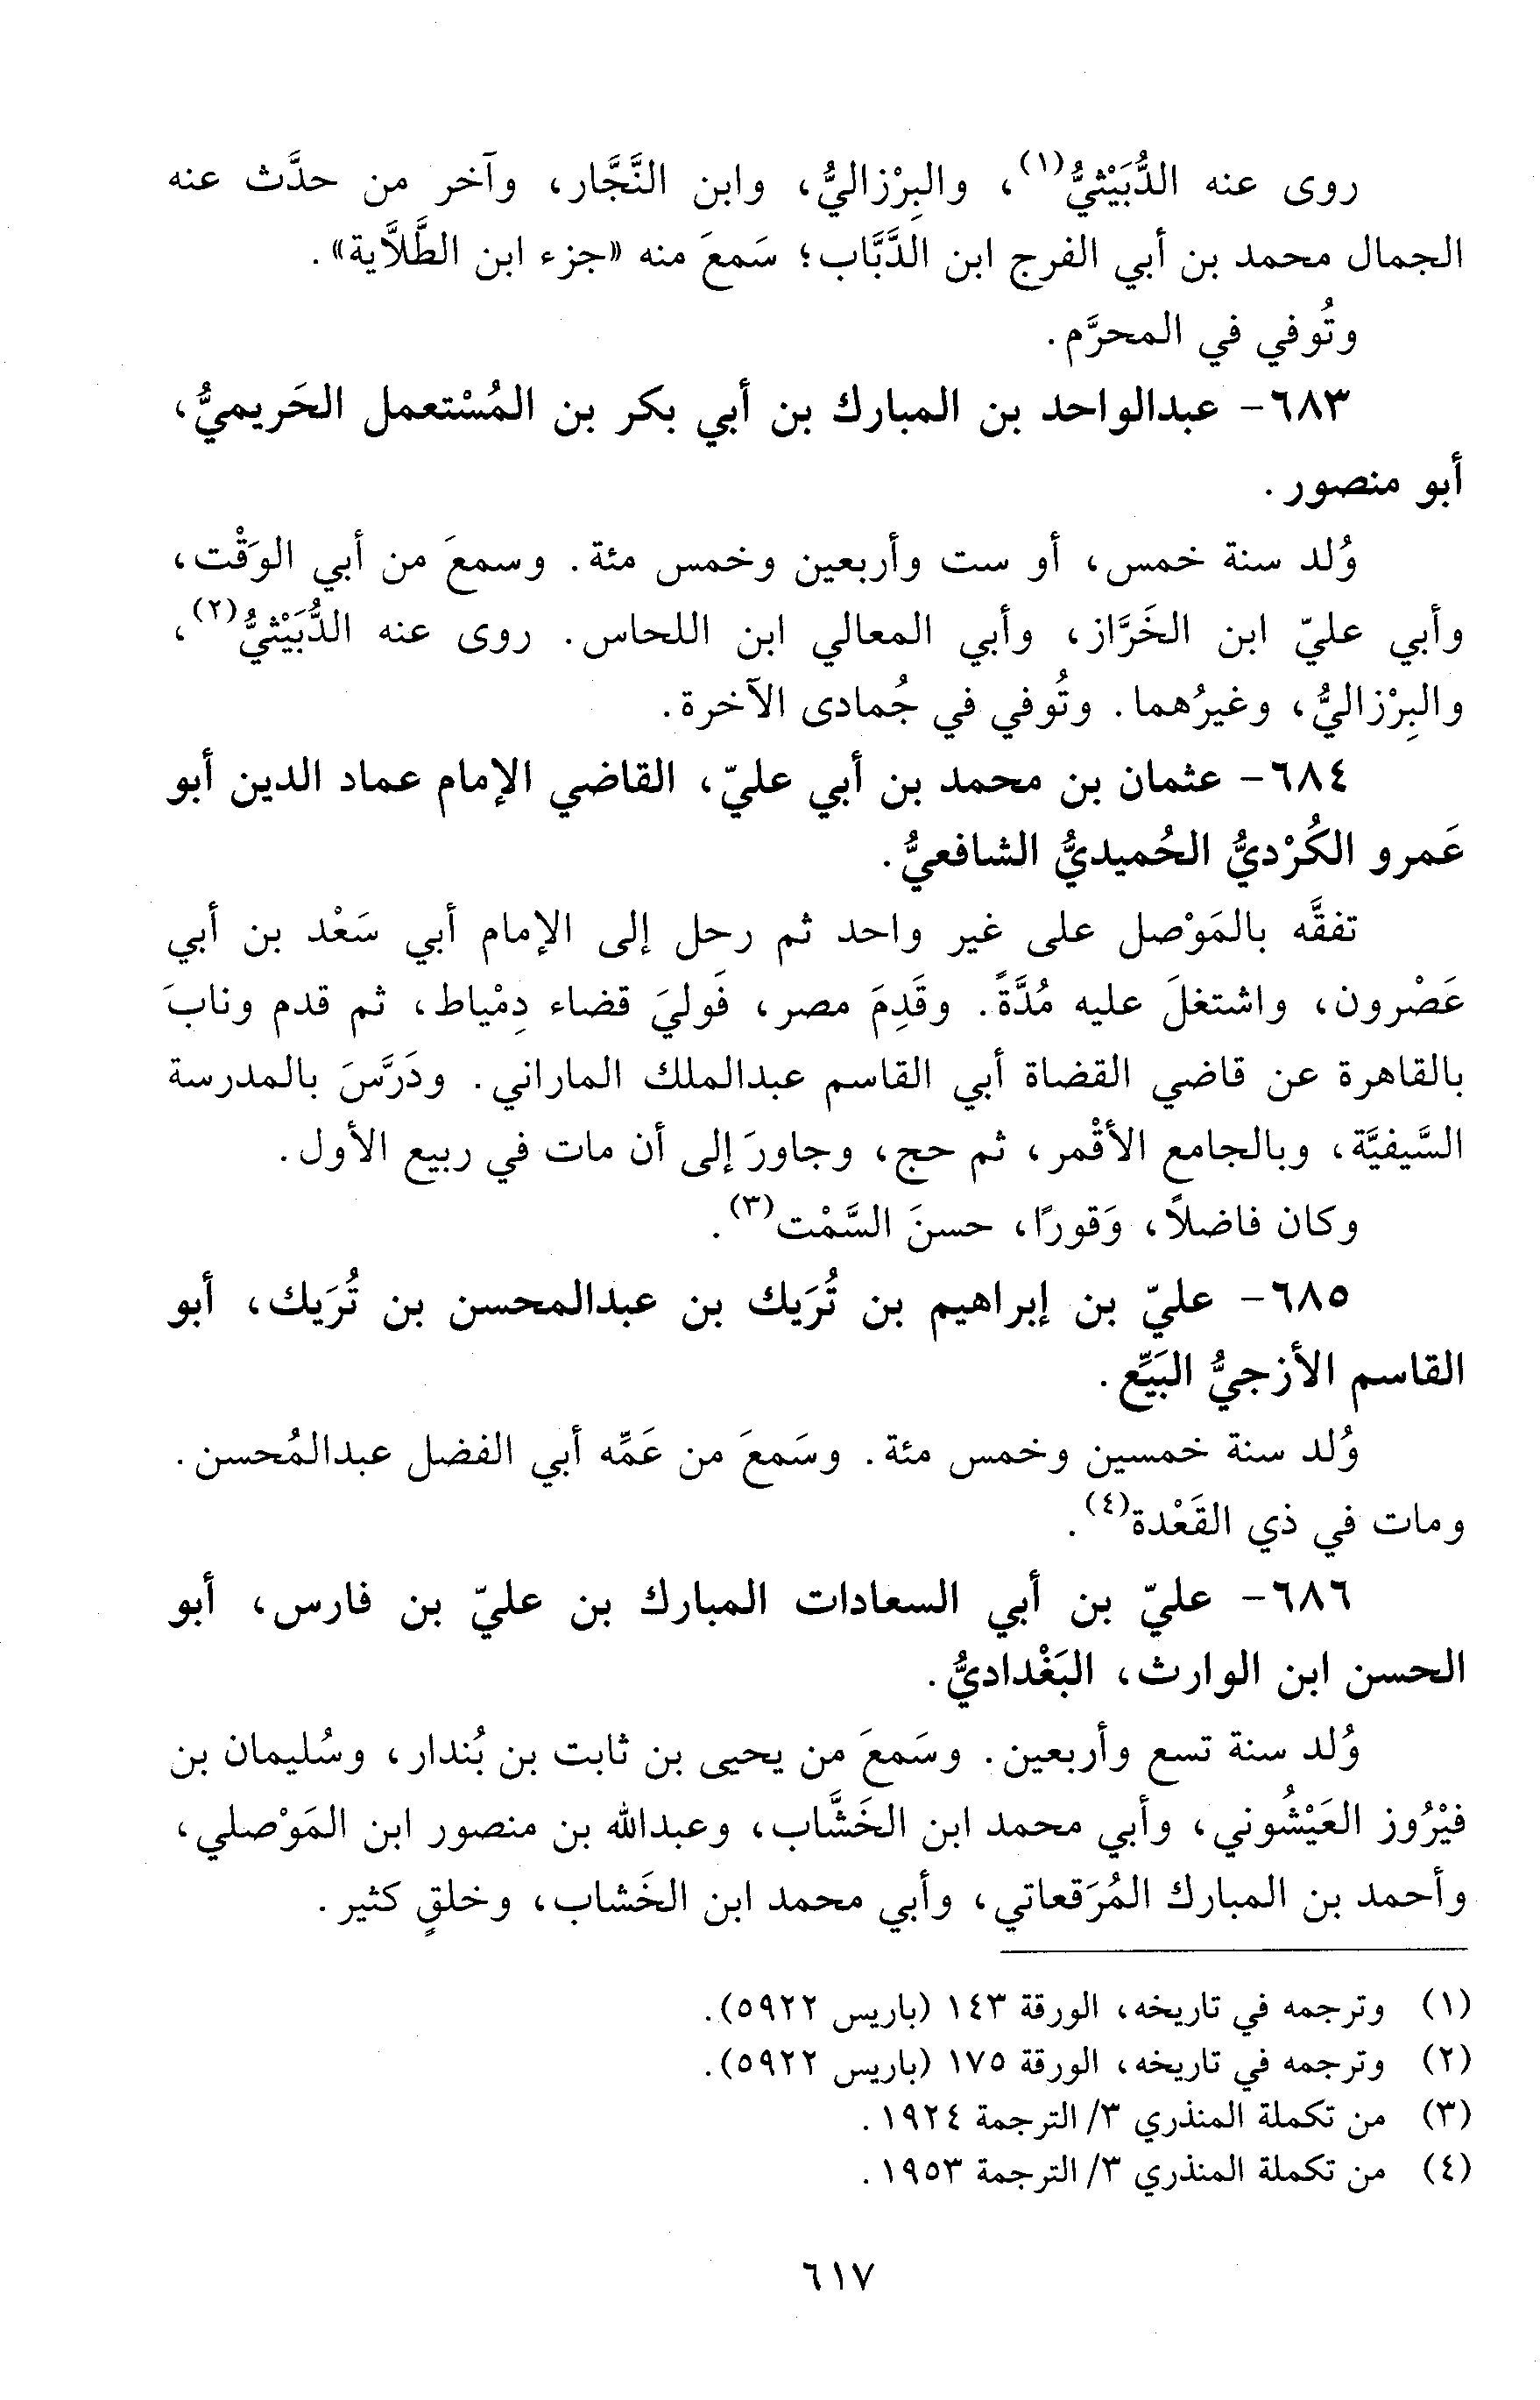 روى عنه الدُّبَيْثيُّ(١)، والبِرْزاليُّ، وابن النَّجَّار، وآخر من حدَّث عنه
الجمال محمد بن أبي الفرج ابن الدَّبَّاب؛ سَمعَ منه «جزء ابن الطَّلَّاية».
وتُوفي في المحرَّم.
٦٨٣- عبدالواحد بن المبارك بن أبي بكر بن المُسْتعمل الحَريميُّ،
أبو منصور.
وُلد سنة خمس، أو ست وأربعين وخمس مئة. وسمعَ من أبي الوَقْت،
وأبي عليّ ابن الخَرَّاز، وأبي المعالي ابن اللحاس. روى عنه الدُّبَيْثيُّ(٢)،
والبِرْزاليُّ، وغيرُهما. وتُوفي في جُمادى الآخرة.
٦٨٤- عثمان بن محمد بن أبي عليّ، القاضي الإمام عماد الدين أبو
عَمرو الكُرْديُّ الحُميديُّ الشافعيُّ.
تفقَّه بالمَوْصل على غير واحد ثم رحل إلى الإمام أبي سَعْد بن أبي
عَصْرون، واشتغلَ عليه مُدَّةً. وقَدِمَ مصر، فَوليَ قضاء دِمْياط، ثم قدم ونابَ
بالقاهرة عن قاضي القضاة أبي القاسم عبدالملك الماراني. ودَرَّسَ بالمدرسة
السَّيفيَّة، وبالجامع الأقْمر، ثم حج، وجاورَ إلى أن مات في ربيع الأول.
وكان فاضلاً، وَقورًا، حسنَ السَّمْت(٣).
٦٨٥- عليّ بن إبراهيم بن تُرَيك بن عبدالمحسن بن تُرَيك، أبو
القاسم الأزجيُّ البَيِّع.
وُلد سنة خمسين وخمس مئة. وسَمعَ من عَمِّه أبي الفضل عبدالمُحسن.
ومات في ذي القَعْدة(٤).
٦٨٦- عليّ بن أبي السعادات المبارك بن عليّ بن فارس، أبو
الحسن ابن الوارث، البَغْداديُّ.
وُلد سنة تسع وأربعين. وسَمعَ من يحيى بن ثابت بن بُندار، وسُليمان بن
فيْرُوز العَيْشُوني، وأبي محمد ابن الخَشَّاب، وعبدالله بن منصور ابن المَوْصلي،
وأحمد بن المبارك المُرَقعاتي، وأبي محمد ابن الخَشاب، وخلقٍ كثير.
(١) وترجمه في تاريخه، الورقة ١٤٣ (باريس ٥٩٢٢).
(٢) وترجمه في تاريخه، الورقة ١٧٥ (باريس ٥٩٢٢).
(٣) من تكملة المنذري ٣/ الترجمة ١٩٢٤.
(٤) من تكملة المنذري ٣/ الترجمة ١٩٥٣.
٦١٧